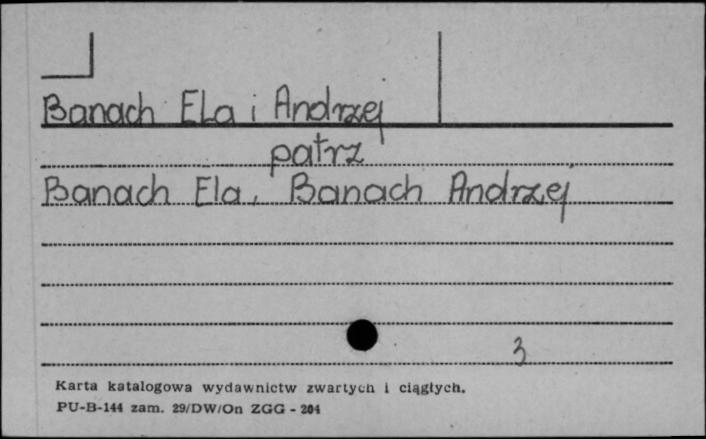 Banach Ela i Andrzej
patrz
Banach Ela, Banach Andrzej
3
Karta katalogowa wydawnictw zwartych i ciągłych.
PU-B-144 zam. 29/DW/On ZGG - 204